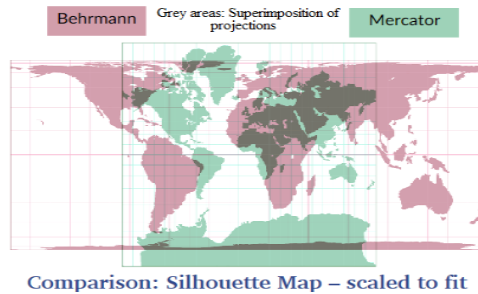 Behrmann
Grey areas: Superimposition of
projections
Mercator
Comparison: Silhouette Map – scaled to fit